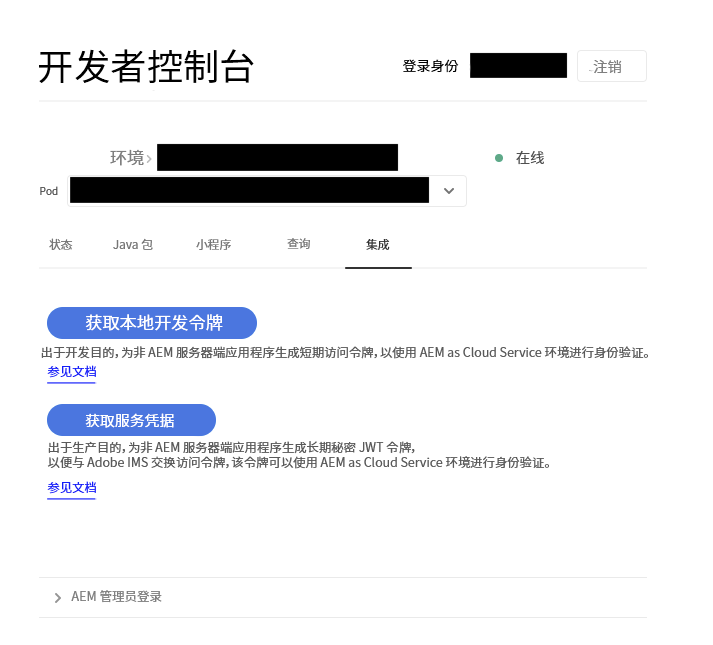 开发者控制台
登录身份
注销
环境
在线
Pod
状态 Java 包 小程序 查询 集成
获取本地开发令牌
出于开发目的，为非 AEM 服务器端应用程序生成短期访问令牌，以使用 AEM as Cloud Service 环境进行身份验证。
参见文档
获取服务凭据
出于生产目的，为非 AEM 服务器端应用程序生成长期秘密 JWT 令牌，
以便与 Adobe IMS 交换访问令牌，该令牌可以使用 AEM as Cloud Service 环境进行身份验证。
参见文档
AEM 管理员登录